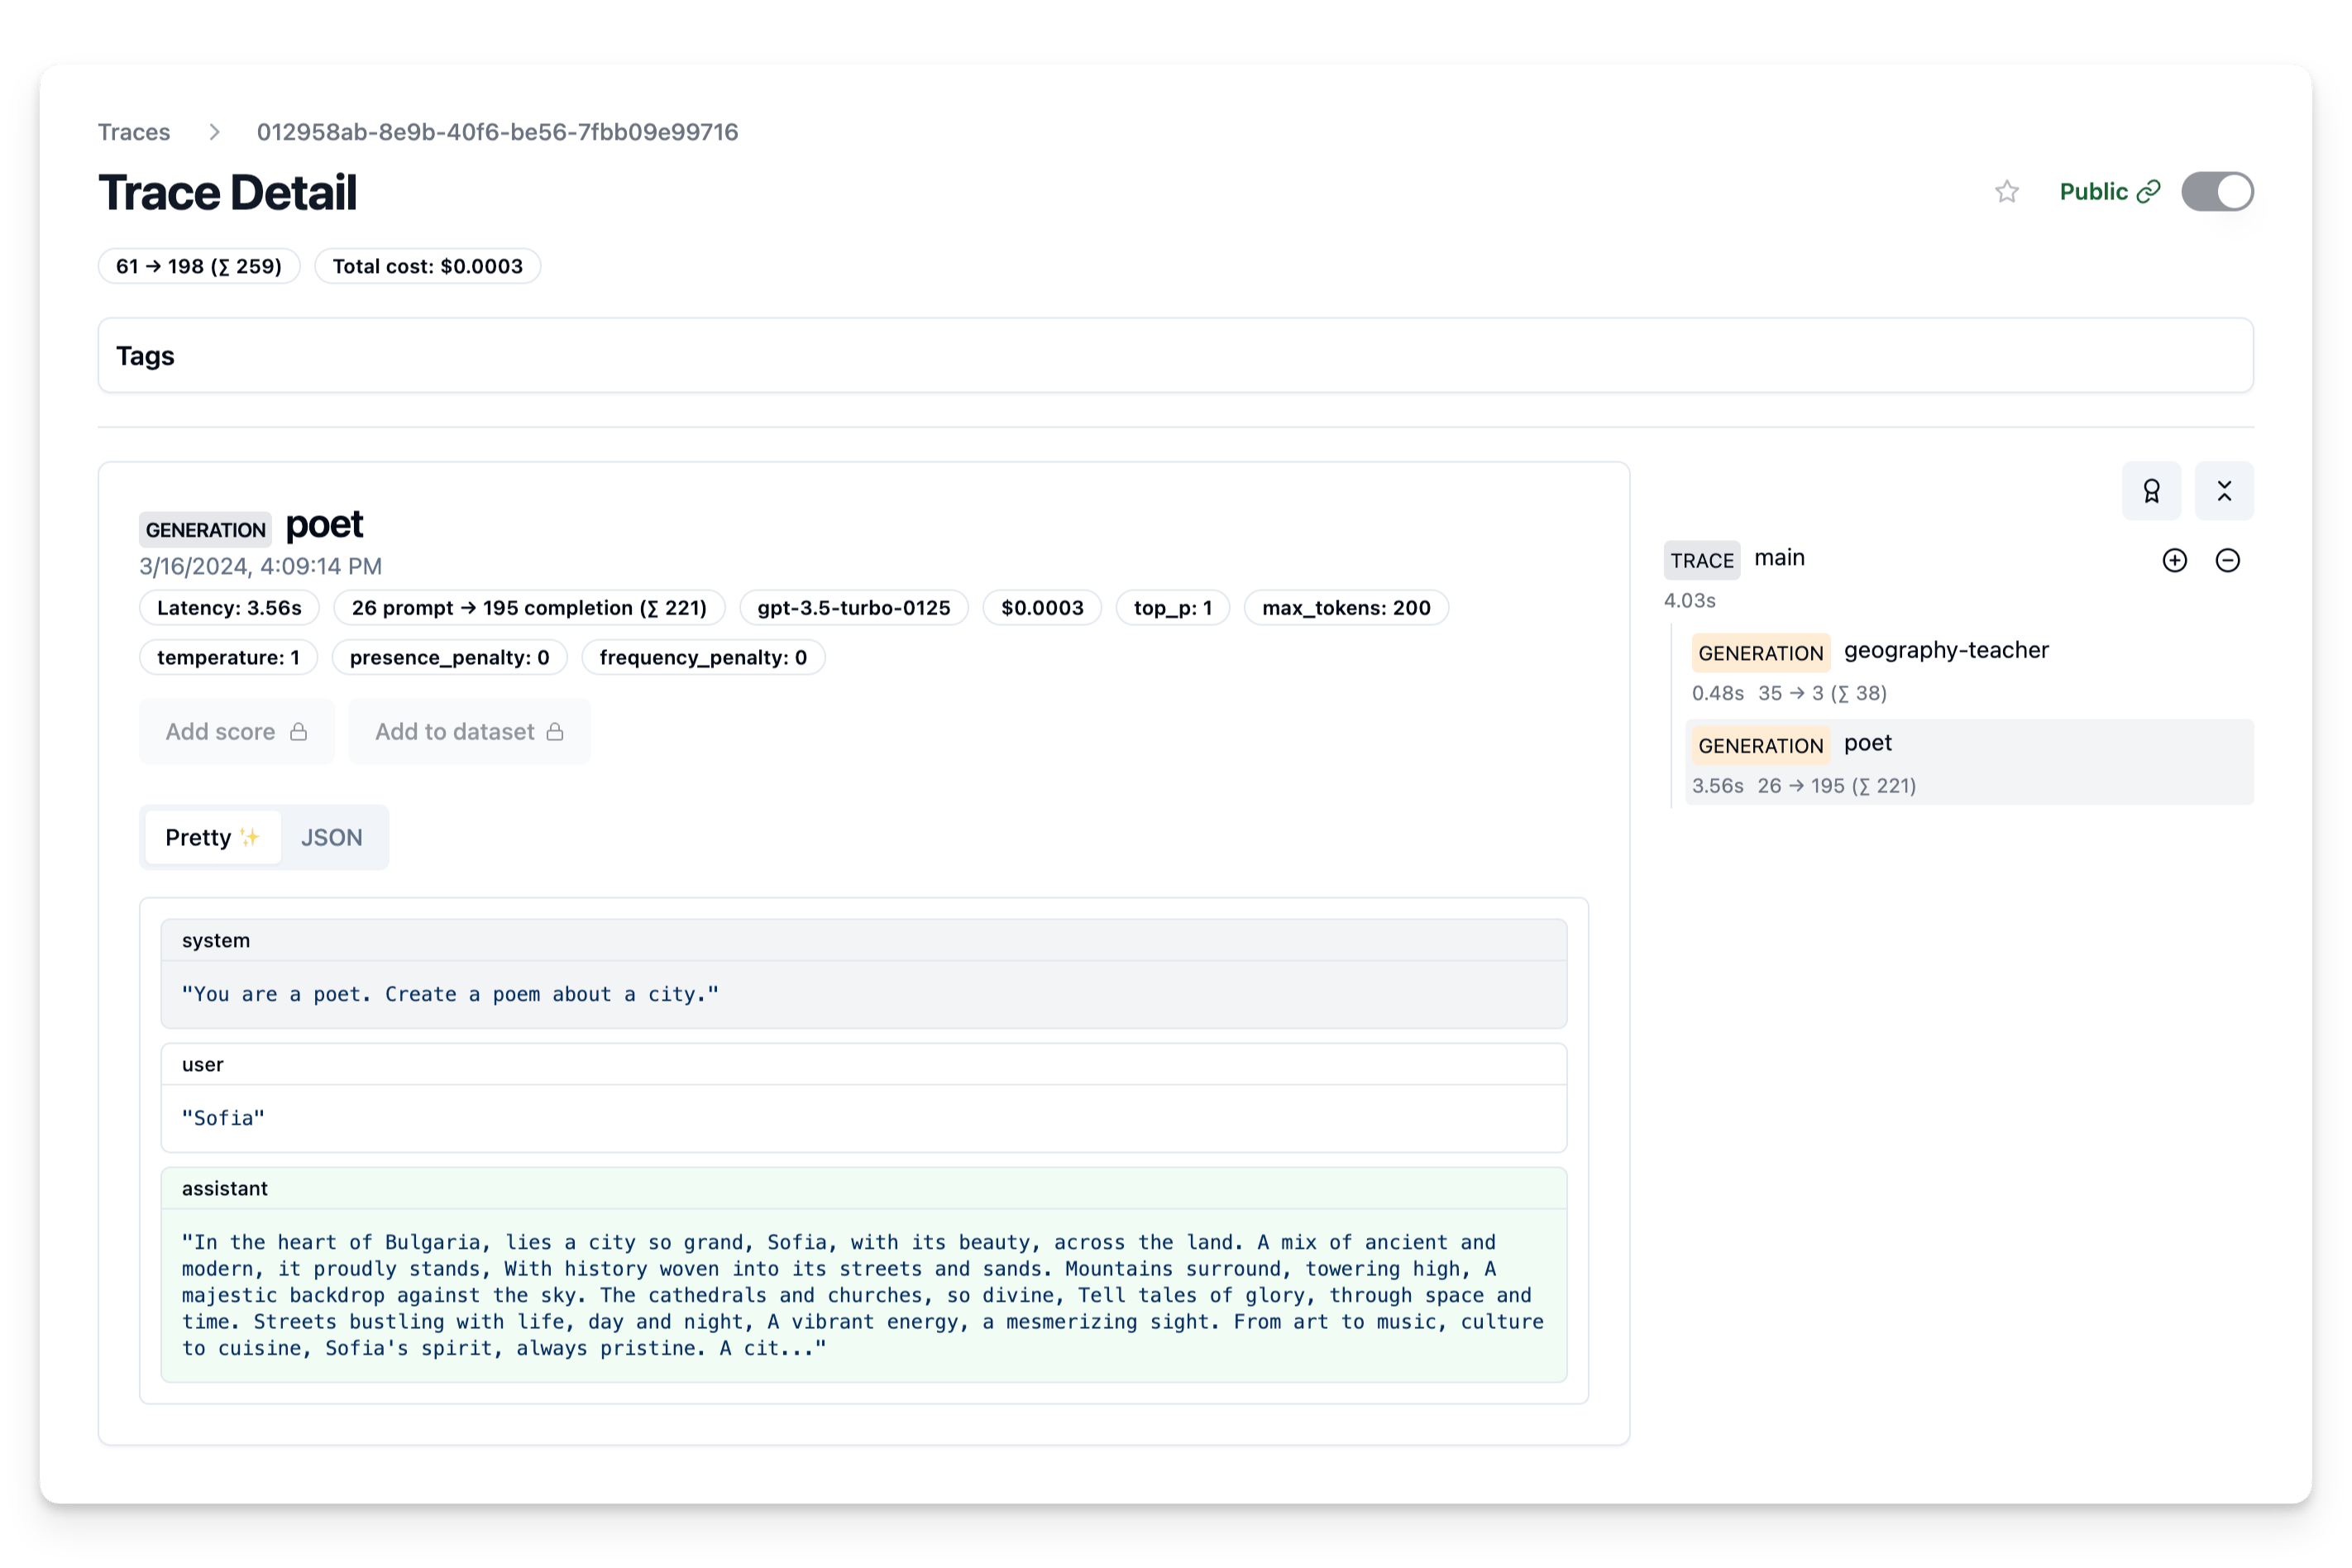 Traces > 012958ab-8e9b-40f6-be56-7fbb09e99716
Trace Detail
Public
61 → 198 (∑ 259) Total cost: $0.0003
Tags
GENERATION poet
3/16/2024, 4:09:14 PM
Latency: 3.56s 26 prompt → 195 completion (∑ 221) gpt-3.5-turbo-0125 $0.0003 top_p: 1 max_tokens: 200
temperature: 1 presence_penalty: 0 frequency_penalty: 0
Add score Add to dataset
Pretty ✨ JSON
system
"You are a poet. Create a poem about a city."
user
"Sofia"
assistant
"In the heart of Bulgaria, lies a city so grand, Sofia, with its beauty, across the land. A mix of ancient and
modern, it proudly stands, With history woven into its streets and sands. Mountains surround, towering high, A
majestic backdrop against the sky. The cathedrals and churches, so divine, Tell tales of glory, through space and
time. Streets bustling with life, day and night, A vibrant energy, a mesmerizing sight. From art to music, culture
to cuisine, Sofia's spirit, always pristine. A cit..."
TRACE main
4.03s
GENERATION geography-teacher
0.48s 35 → 3 (∑ 38)
GENERATION poet
3.56s 26 → 195 (∑ 221)